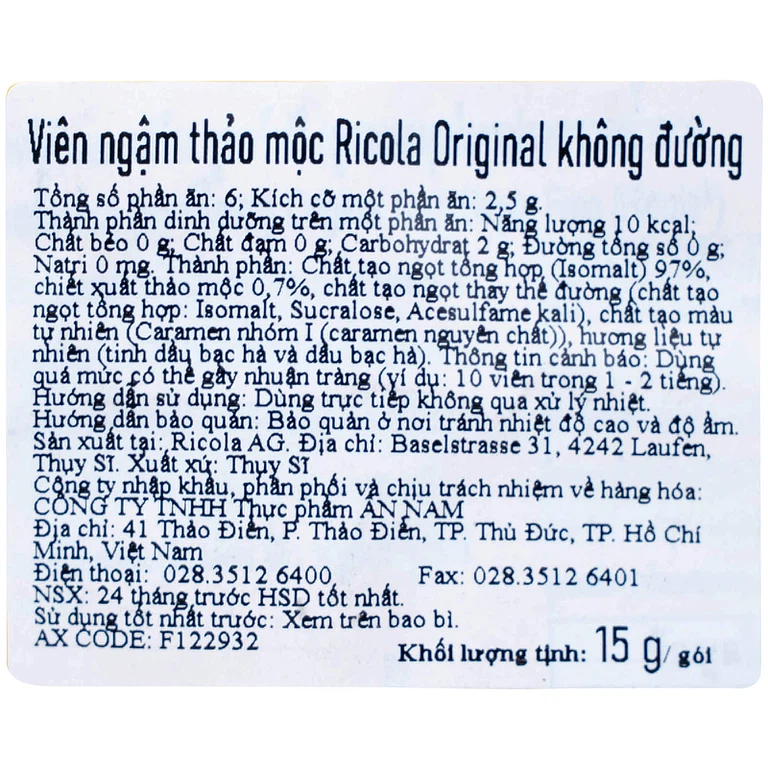 Viên ngậm thảo mộc Ricola Original không đường
Tổng số phần ăn: 6; Kích cỡ một phần ăn: 2,5 g.
Thành phần dinh dưỡng trên một phần ăn: Năng lượng 10 kcal;
Chất béo 0 g; Chất đạm 0 g; Carbohydrat 2 g; Đường tổng số 0 g;
Natri 0 mg. Thành phần: Chất tạo ngọt tổng hợp (Isomalt) 97%,
chiết xuất thảo mộc 0,7%, chất tạo ngọt thay thế đường (chất tạo
ngọt tổng hợp: Isomalt, Sucralose, Acesulfame kali), chất tạo màu
tự nhiên (Caramen nhóm I (caramen nguyên chất)), hương liệu tự
nhiên (tinh dầu bạc hà và dầu bạc hà). Thông tin cảnh báo: Dùng
quá mức có thể gây nhuận tràng (ví dụ: 10 viên trong 1 - 2 tiếng).
Hướng dẫn sử dụng: Dùng trực tiếp không qua xử lý nhiệt.
Hướng dẫn bảo quản: Bảo quản ở nơi tránh nhiệt độ cao và độ ẩm.
Sản xuất tại: Ricola AG. Địa chỉ: Baselstrasse 31, 4242 Laufen,
Thụy Sĩ. Xuất xứ: Thụy Sĩ
Công ty nhập khẩu, phân phối và chịu trách nhiệm về hàng hóa:
CÔNG TY TNHH Thực phẩm ÂN NAM
Địa chỉ: 41 Thảo Điền, P. Thảo Điền, TP. Thủ Đức, TP. Hồ Chí
Minh, Việt Nam
Điện thoại: 028.3512 6400 Fax: 028.3512 6401
NSX: 24 tháng trước HSD tốt nhất.
Sử dụng tốt nhất trước: Xem trên bao bì.
AX CODE: F122932
Khối lượng tịnh: 15 g/ gói